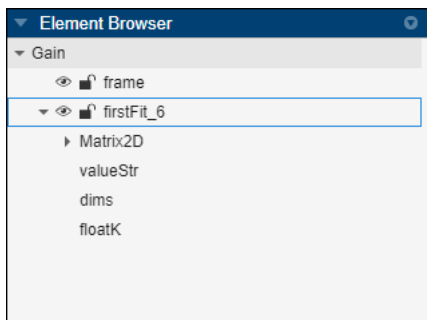 Element Browser
Gain
frame
firstFit_6
Matrix2D
valueStr
dims
floatK